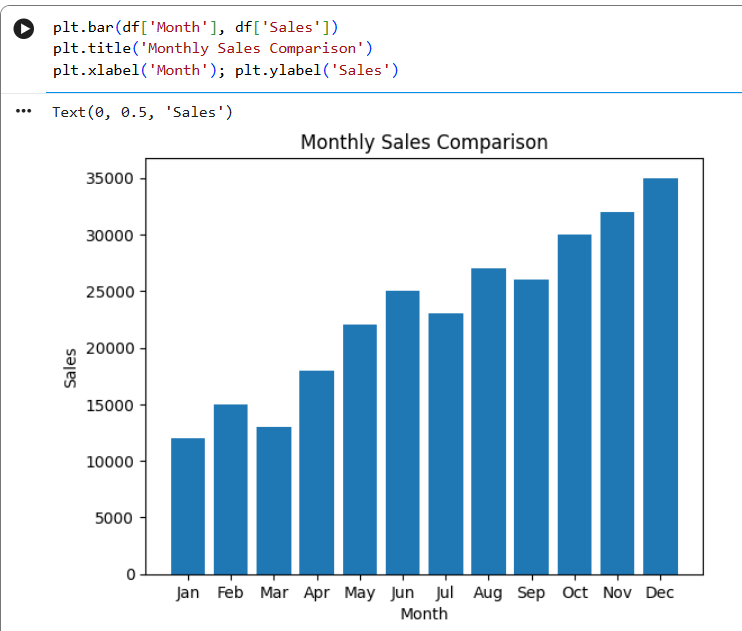 plt.bar(df['Month'], df['Sales'])
plt.title('Monthly Sales Comparison')
plt.xlabel('Month'); plt.ylabel('Sales')
Text(0, 0.5, 'Sales')
Monthly Sales Comparison
35000
30000
25000
20000
15000
10000
5000
0
Sales
Jan Feb Mar Apr May Jun Jul Aug Sep Oct Nov Dec
Month